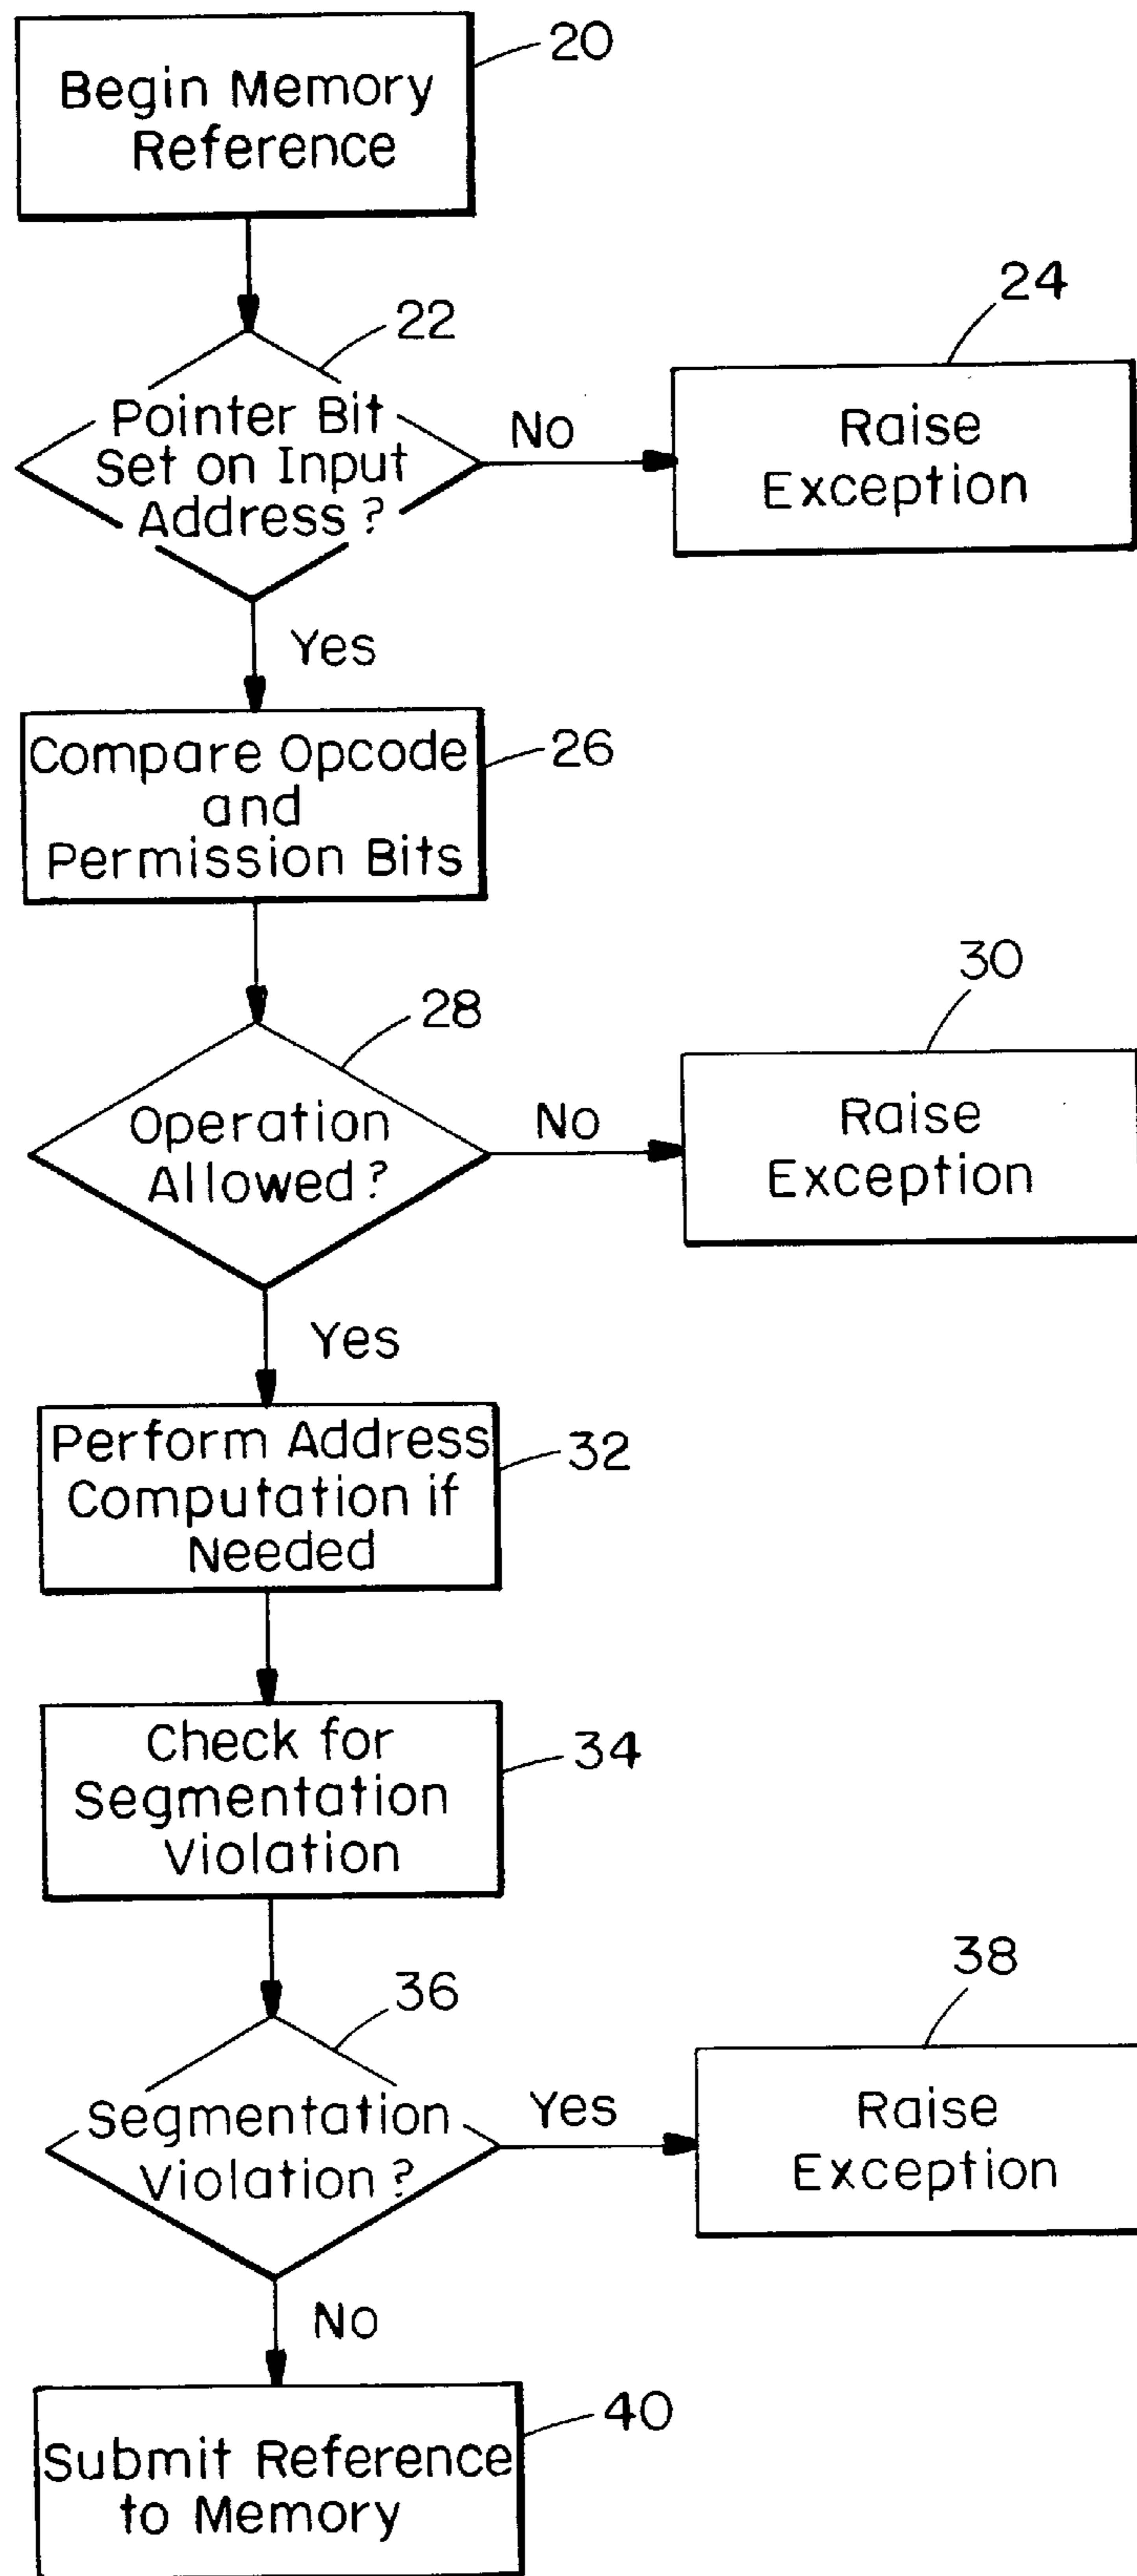 20
Begin Memory
Reference
22
24
Pointer Bit
Set on Input
Address?
No
Raise
Exception
Yes
Compare Opcode
and
Permission Bits
26
28
30
Operation
Allowed?
No
Raise
Exception
Yes
Perform Address
Computation if
Needed
32
Check for
Segmentation
Violation
34
36
38
Segmentation
Violation?
Yes
Raise
Exception
No
Submit Reference
to Memory
40